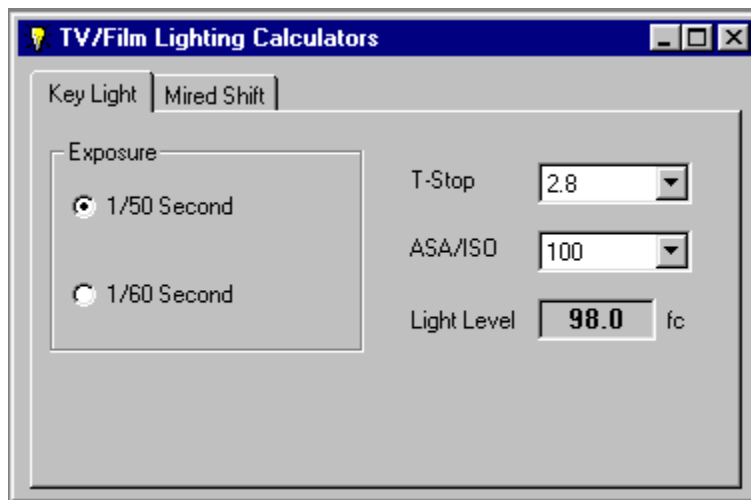 TV/Film Lighting Calculators
Key Light
Mired Shift
Exposure
1/50 Second
1/60 Second
T-Stop
2.8
ASA/ISO
100
Light Level
98.0
fc